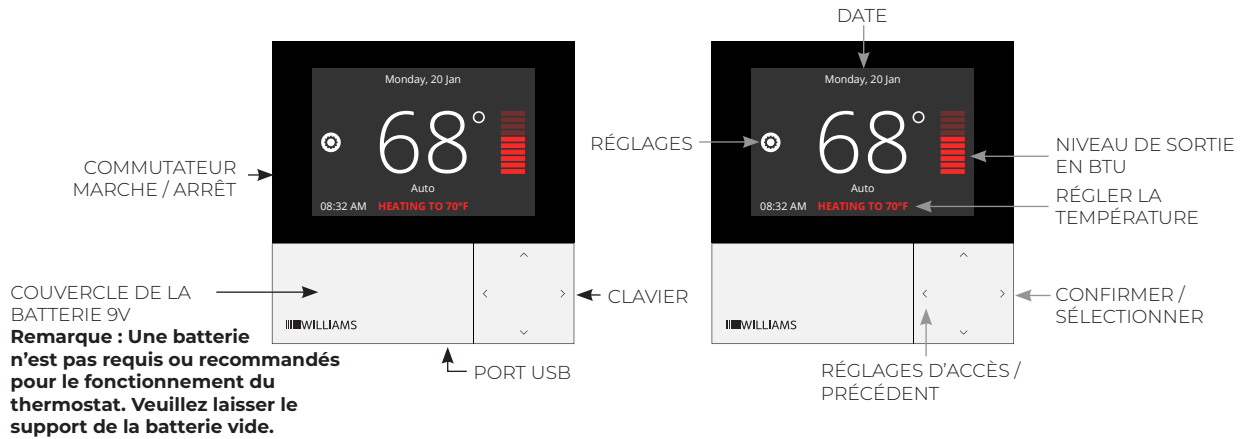 DATE
Monday, 20 Jan
68°
Auto
08:32 AM HEATING TO 70°F
COMMUTATEUR
MARCHE / ARRÊT
COUVERCLE DE LA
BATTERIE 9V
Remarque : Une batterie
n'est pas requis ou recommandés
pour le fonctionnement du
thermostat. Veuillez laisser le
support de la batterie vide.
WILLIAMS
CLAVIER
PORT USB
Monday, 20 Jan
68°
Auto
08:32 AM HEATING TO 70°F
RÉGLAGES
NIVEAU DE SORTIE
EN BTU
RÉGLER LA
TEMPÉRATURE
WILLIAMS
CONFIRMER /
SÉLECTIONNER
RÉGLAGES D'ACCÈS /
PRÉCÉDENT